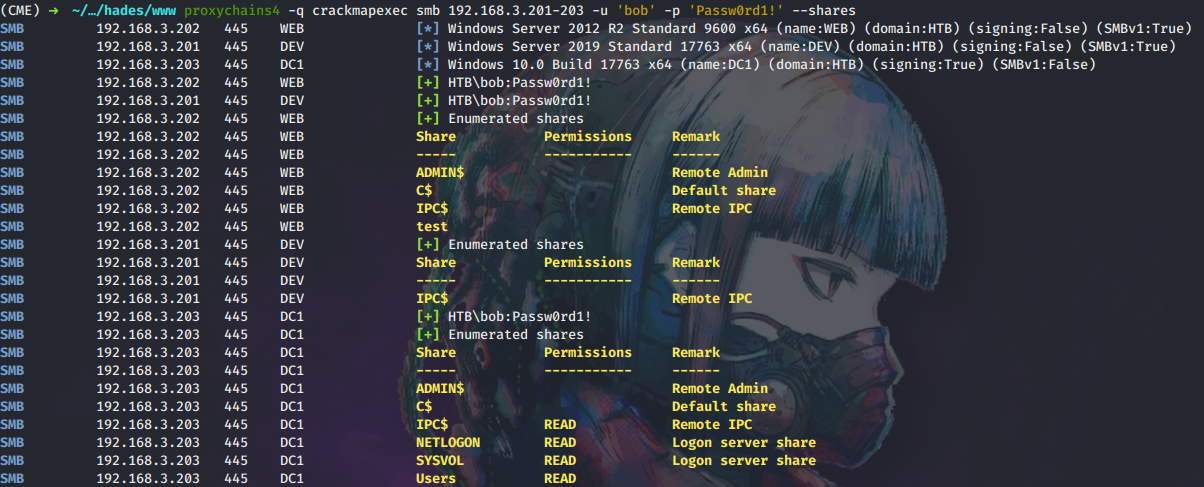 (CME) → ~/…/hades/www proxychains4 -q crackmapexec smb 192.168.3.201-203 -u 'bob' -p 'Passw0rd1!' --shares
SMB 192.168.3.202 445 WEB [*] Windows Server 2012 R2 Standard 9600 x64 (name:WEB) (domain:HTB) (signing:False) (SMBv1:True)
SMB 192.168.3.201 445 DEV [*] Windows Server 2019 Standard 17763 x64 (name:DEV) (domain:HTB) (signing:False) (SMBv1:True)
SMB 192.168.3.203 445 DC1 [*] Windows 10.0 Build 17763 x64 (name:DC1) (domain:HTB) (signing:True) (SMBv1:False)
SMB 192.168.3.202 445 WEB [+] HTB\bob:Passw0rd1!
SMB 192.168.3.201 445 DEV [+] HTB\bob:Passw0rd1!
SMB 192.168.3.202 445 WEB [+] Enumerated shares
SMB 192.168.3.202 445 WEB Share Permissions Remark
SMB 192.168.3.202 445 WEB ----- ----------- ------
SMB 192.168.3.202 445 WEB ADMIN$ Remote Admin
SMB 192.168.3.202 445 WEB C$ Default share
SMB 192.168.3.202 445 WEB IPC$ Remote IPC
SMB 192.168.3.202 445 WEB test
SMB 192.168.3.201 445 DEV [+] Enumerated shares
SMB 192.168.3.201 445 DEV Share Permissions Remark
SMB 192.168.3.201 445 DEV ----- ----------- ------
SMB 192.168.3.201 445 DEV IPC$ Remote IPC
SMB 192.168.3.203 445 DC1 [+] HTB\bob:Passw0rd1!
SMB 192.168.3.203 445 DC1 [+] Enumerated shares
SMB 192.168.3.203 445 DC1 Share Permissions Remark
SMB 192.168.3.203 445 DC1 ----- ----------- ------
SMB 192.168.3.203 445 DC1 ADMIN$ Remote Admin
SMB 192.168.3.203 445 DC1 C$ Default share
SMB 192.168.3.203 445 DC1 IPC$ READ Remote IPC
SMB 192.168.3.203 445 DC1 NETLOGON READ Logon server share
SMB 192.168.3.203 445 DC1 SYSVOL READ Logon server share
SMB 192.168.3.203 445 DC1 Users READ